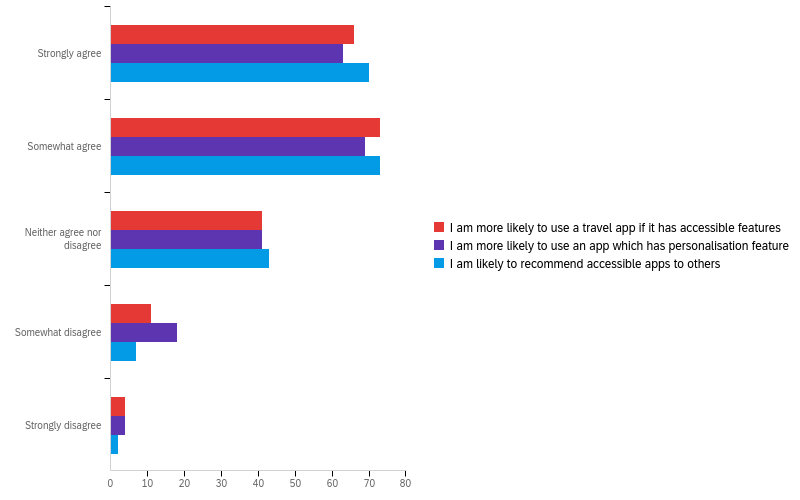 Strongly agree
Somewhat agree
Neither agree nor
disagree
Somewhat disagree
Strongly disagree
0 10 20 30 40 50 60 70 80
I am more likely to use a travel app if it has accessible features
I am more likely to use an app which has personalisation feature
I am likely to recommend accessible apps to others